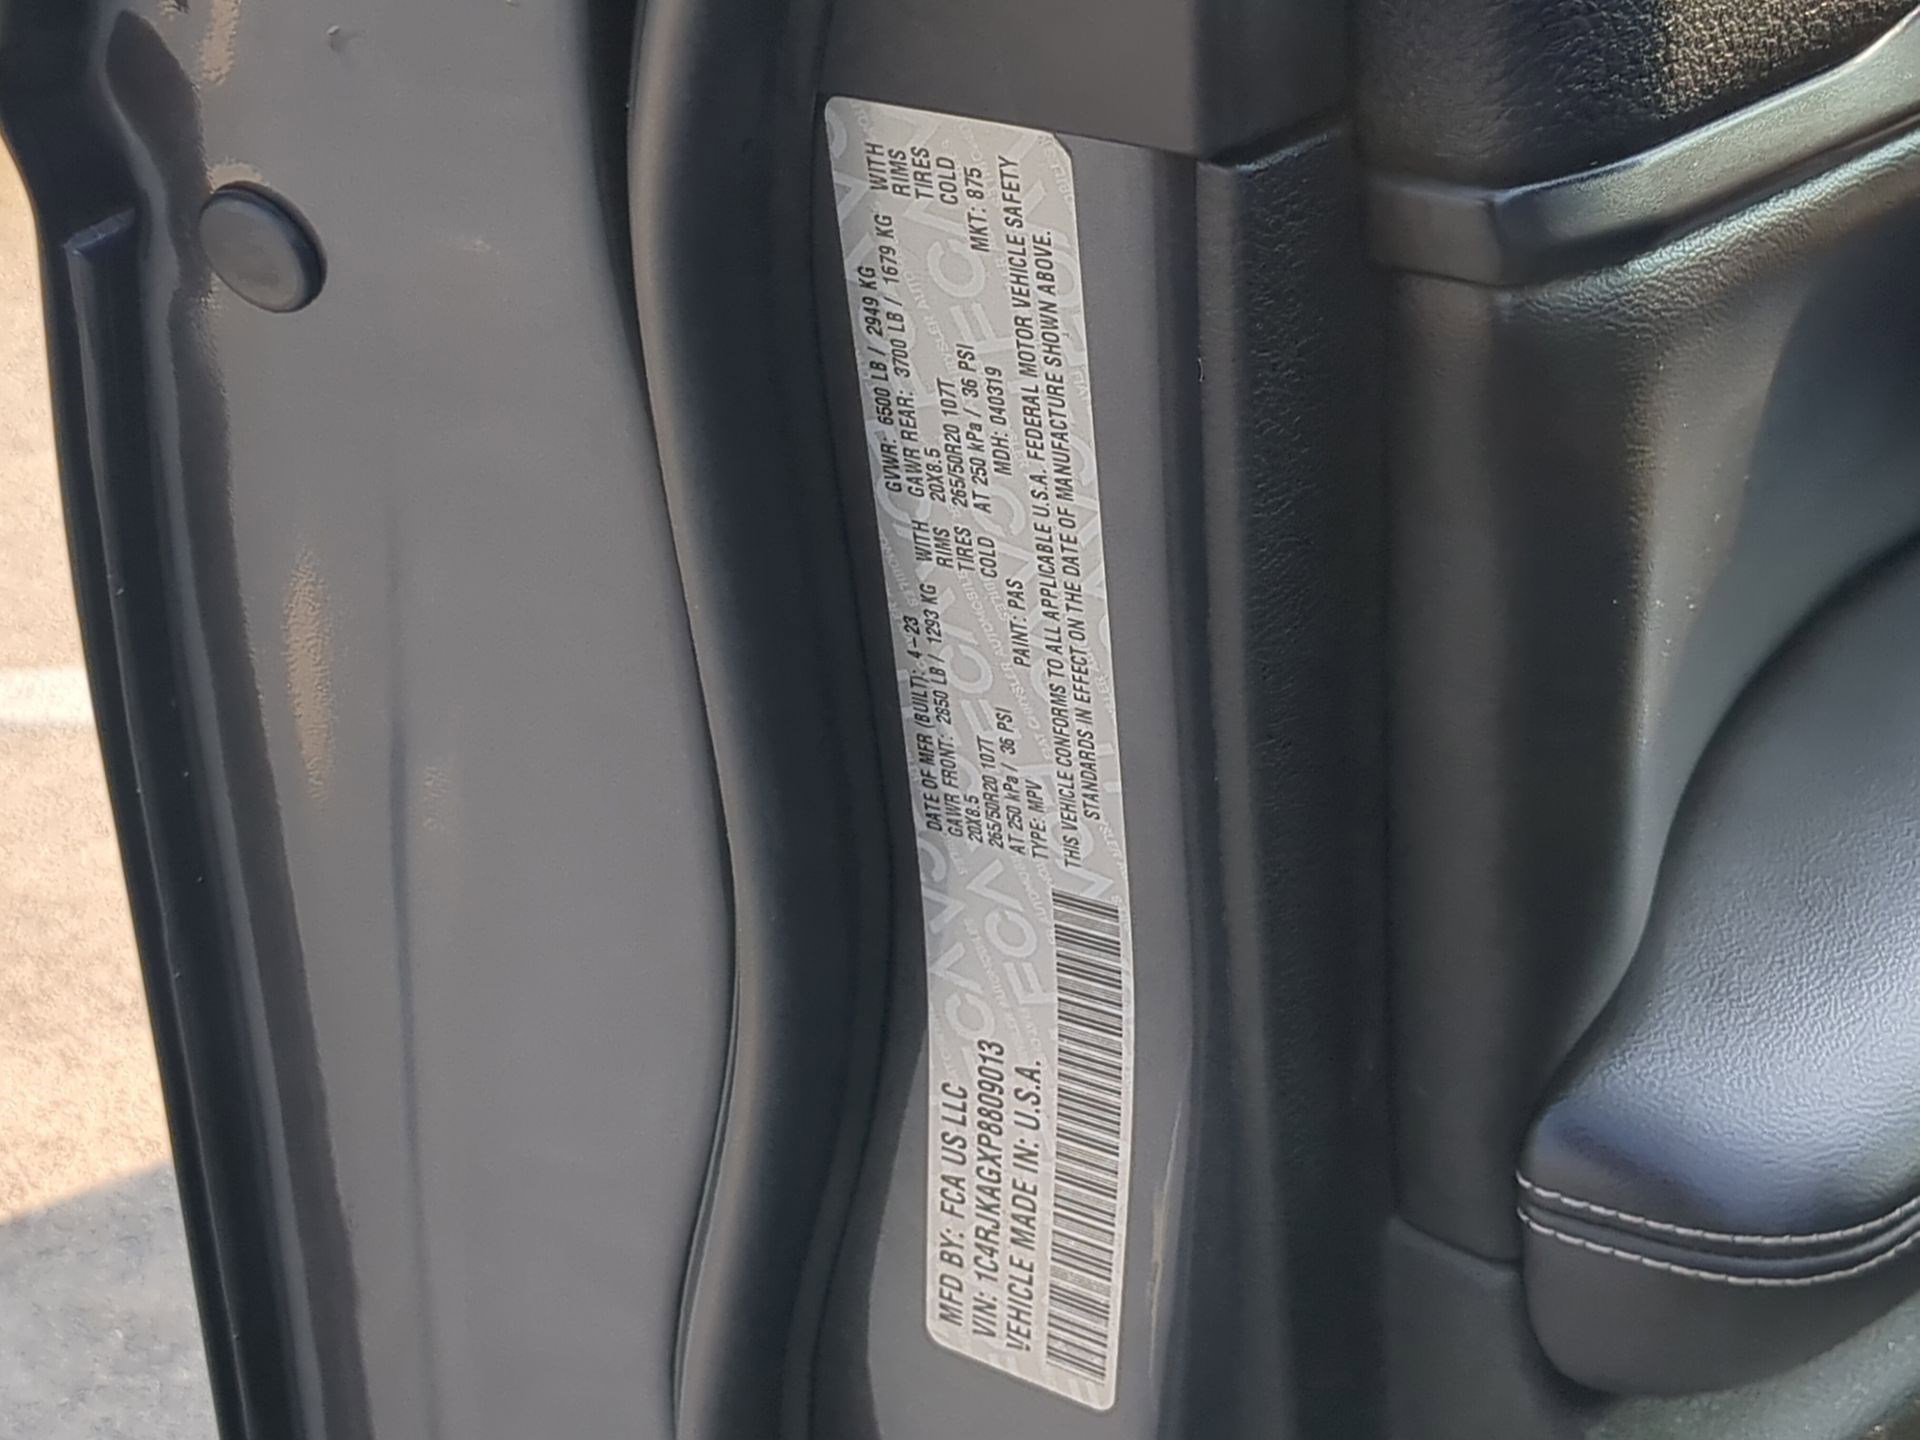 MFD BY: FCA US LLC
VIN: 1C4RJKAGXP8809013
VEHICLE MADE IN: U.S.A.
DATE OF MFR (BUILT): 4-23
GVWR: 6500 LB / 2949 KG
GAWR FRONT: 2850 LB / 1293 KG WITH
20X8.5 RIMS
265/50R20 107T TIRES
AT 250 kPa / 36 PSI COLD
GAWR REAR: 3700 LB / 1679 KG WITH
20X8.5 RIMS
265/50R20 107T TIRES
AT 250 kPa / 36 PSI COLD
TYPE: MPV PAINT: PAS MDH: 040319 MKT: 875
THIS VEHICLE CONFORMS TO ALL APPLICABLE U.S.A. FEDERAL MOTOR VEHICLE SAFETY
STANDARDS IN EFFECT ON THE DATE OF MANUFACTURE SHOWN ABOVE.